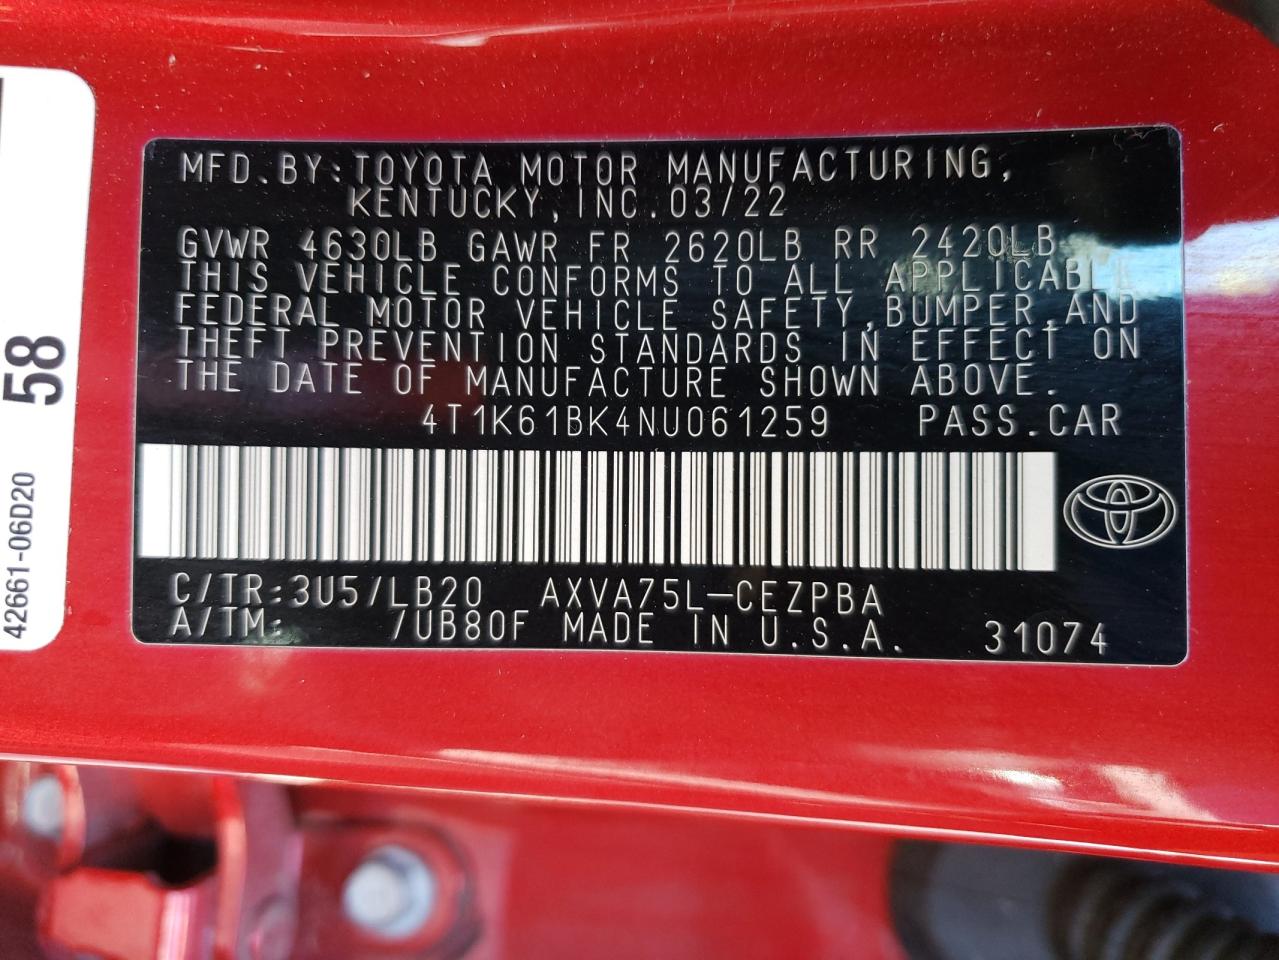 MFD.BY:TOYOTA MOTOR MANUFACTURING,
KENTUCKY,INC.03/22
GVWR 4630LB GAWR FR 2620LB RR 2420LB
THIS VEHICLE CONFORMS TO ALL APPLICABLE
FEDERAL MOTOR VEHICLE SAFETY,BUMPER,AND
THEFT PREVENTION STANDARDS IN EFFECT ON
THE DATE OF MANUFACTURE SHOWN ABOVE.
4T1K61BK4NU061259 PASS.CAR
C/TR:3U5/LB20 AXVA75L-CEZPBA
A/TM: /UB80F MADE IN U.S.A. 31074
58
42661-06D20